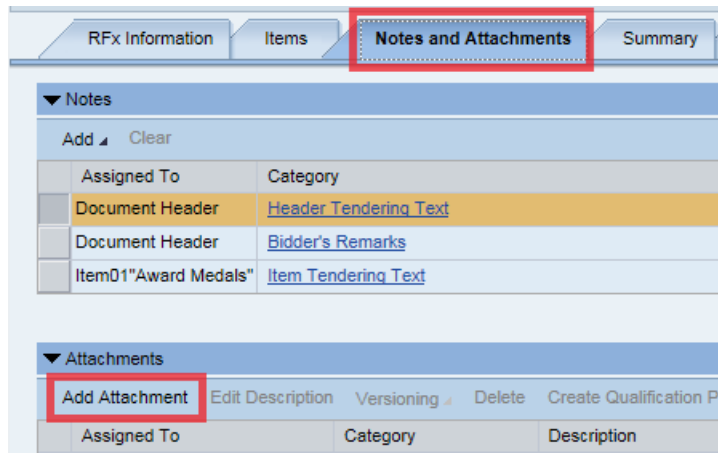 RFx Information Items Notes and Attachments Summary
Notes
Add Clear
Assigned To Category
Document Header Header Tendering Text
Document Header Bidder's Remarks
Item01"Award Medals" Item Tendering Text
Attachments
Add Attachment Edit Description Versioning Delete Create Qualification P
Assigned To Category Description